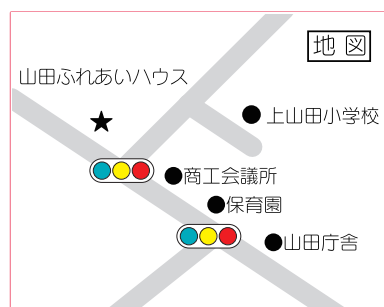 地 図
山田ふれあいハウス
上山田小学校
商工会議所
保育園
山田庁舎